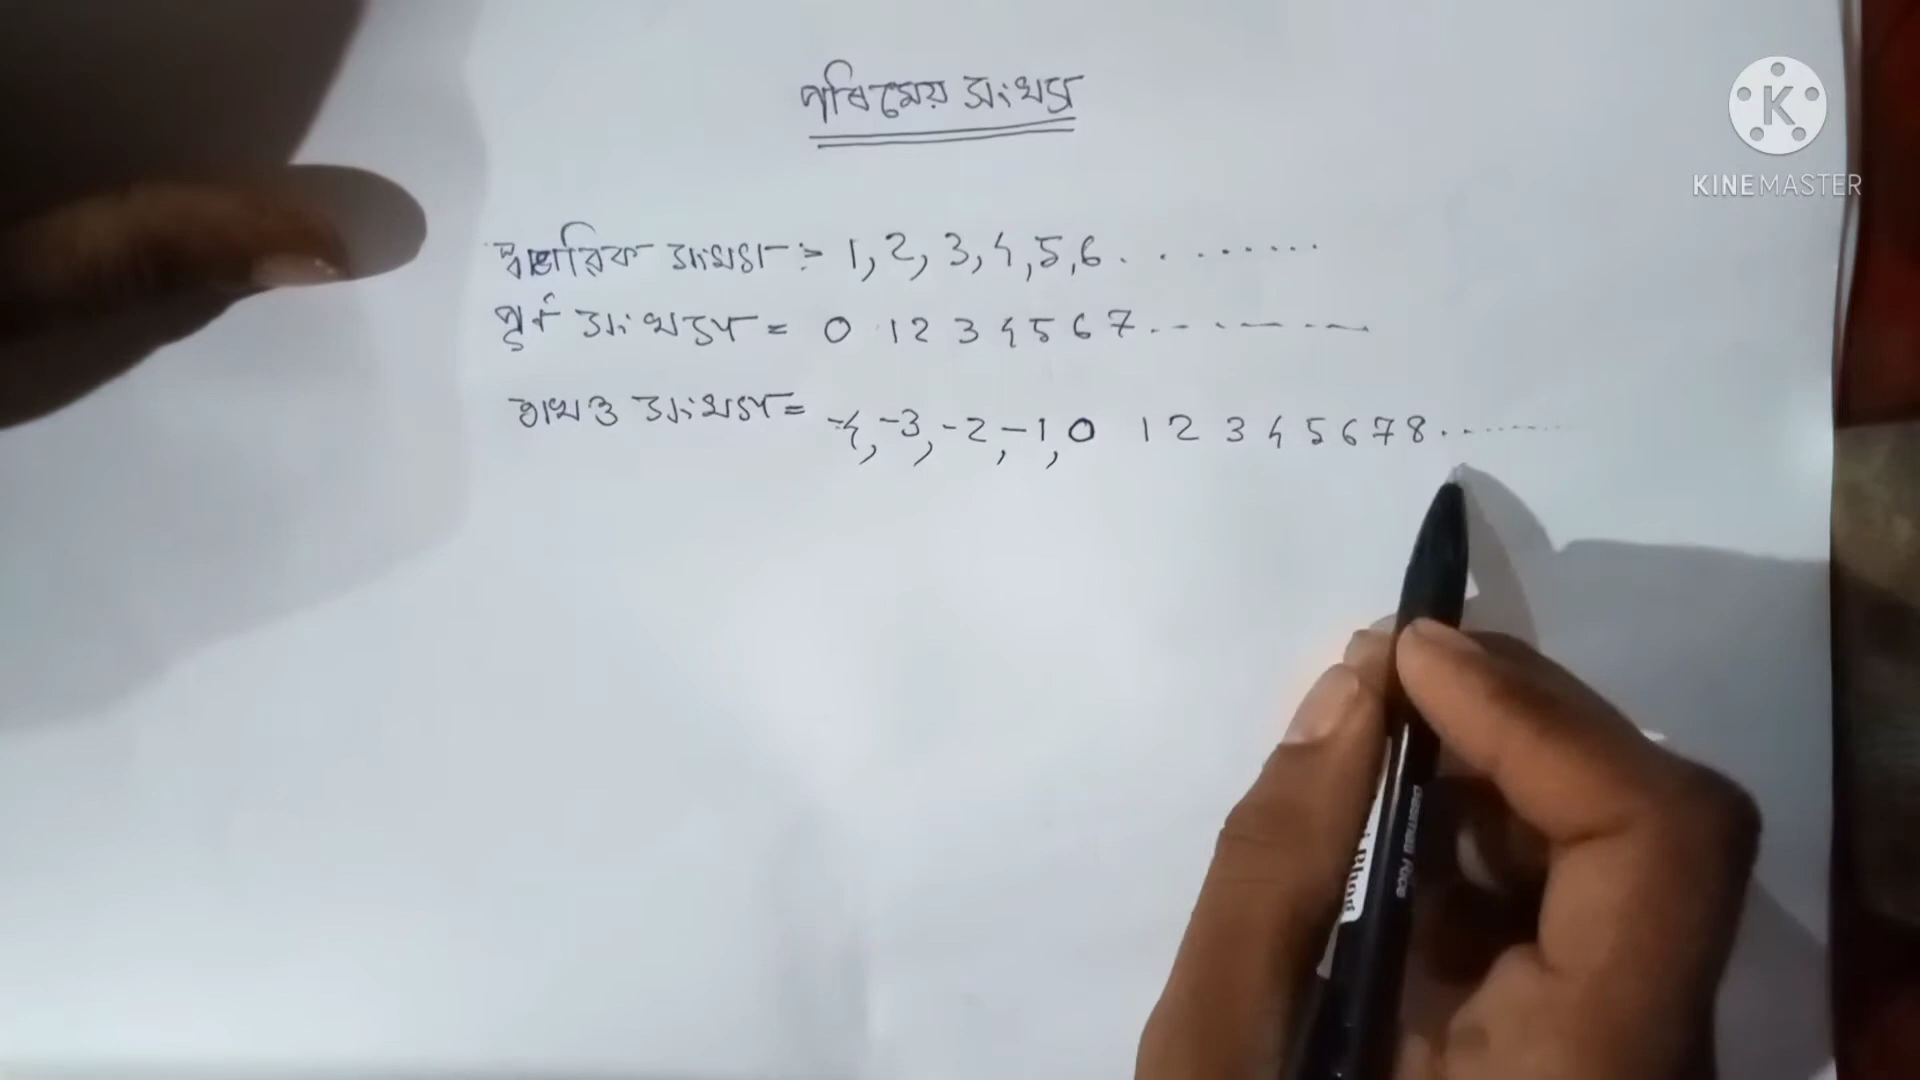 পৰিমেয় সংখ্যা
KINEMASTER
স্বাভাৱিক সংখ্যা :> 1, 2, 3, 4, 5, 6 . . . . . . . . .
পূৰ্ণ সংখ্যা = 0 1 2 3 4 5 6 7 . - - - - - -
অখণ্ড সংখ্যা = -4, -3, -2, -1, 0 1 2 3 4 5 6 7 8 . . . . . . . . .